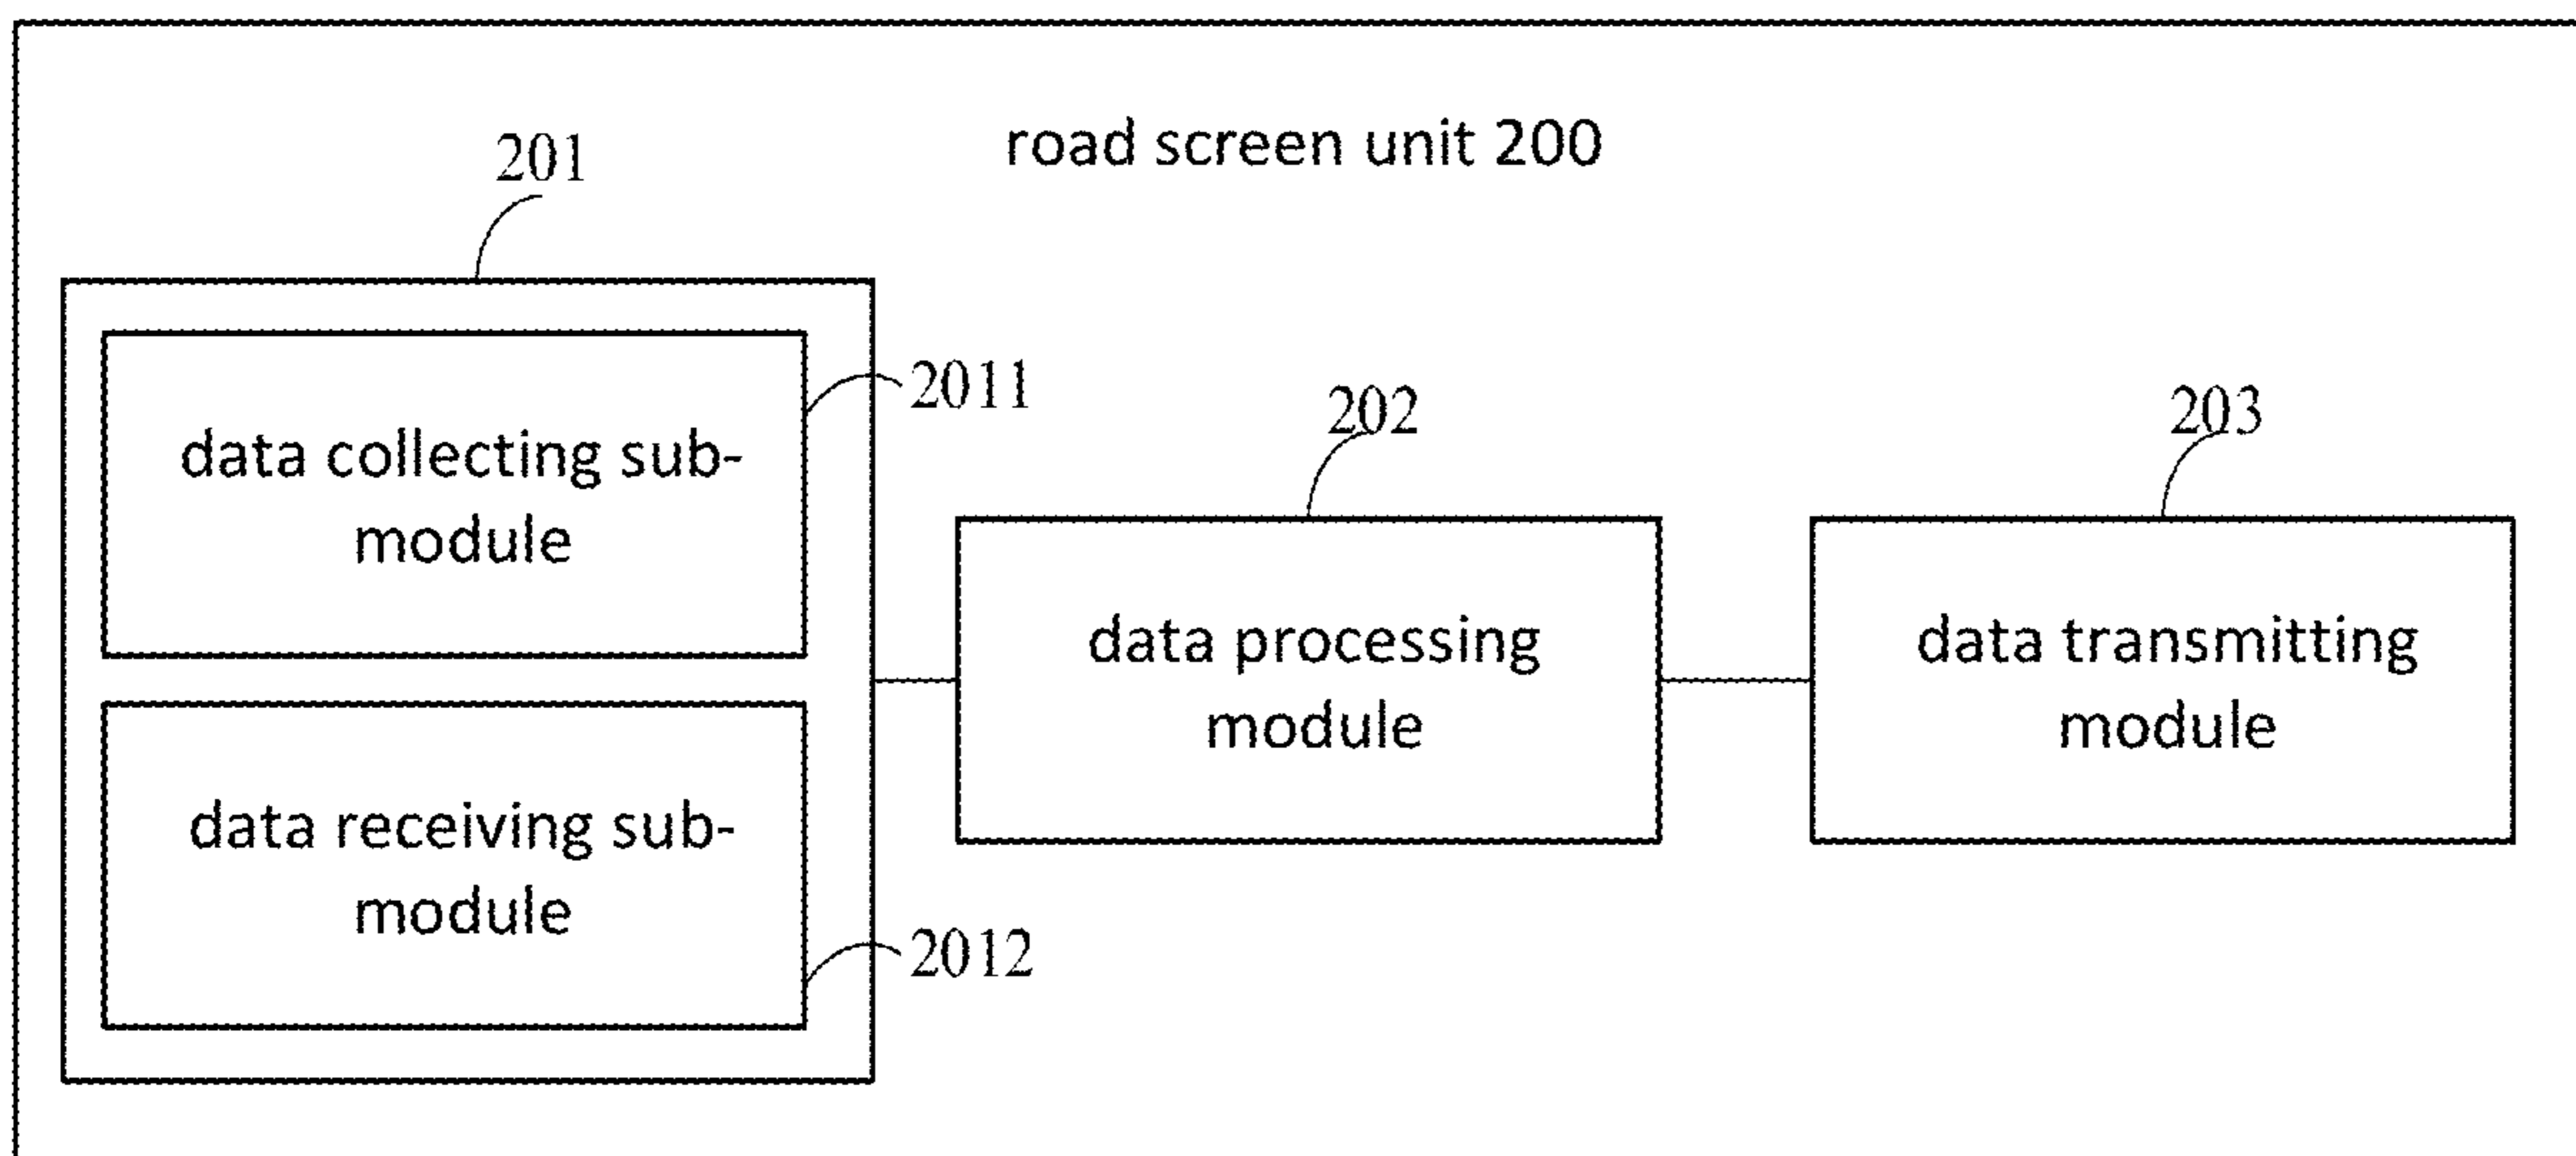 road screen unit 200
201
data collecting sub-
module
2011
data receiving sub-
module
2012
202
data processing
module
203
data transmitting
module